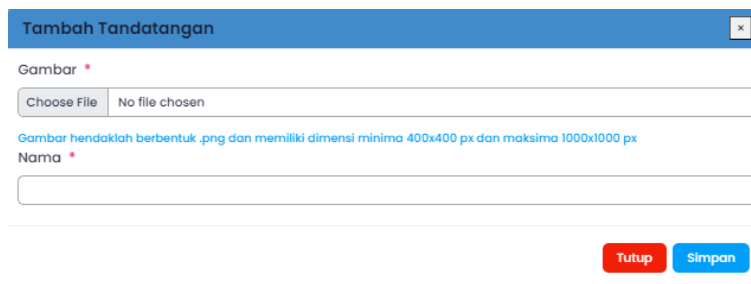 Tambah Tandatangan
×
Gambar *
Choose File No file chosen
Gambar hendaklah berbentuk .png dan memiliki dimensi minima 400x400 px dan maksima 1000x1000 px
Nama *
Tutup Simpan